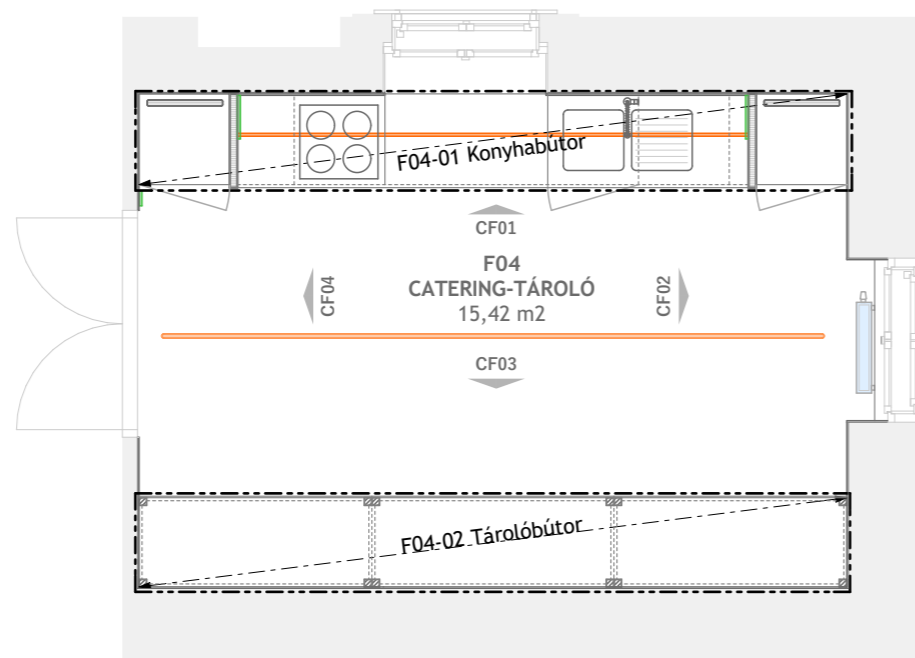 F04-01 Konyhabútor
CF01
F04
CATERING-TÁROLÓ
15,42 m2
CF04
CF02
CF03
F04-02 Tárolóbútor